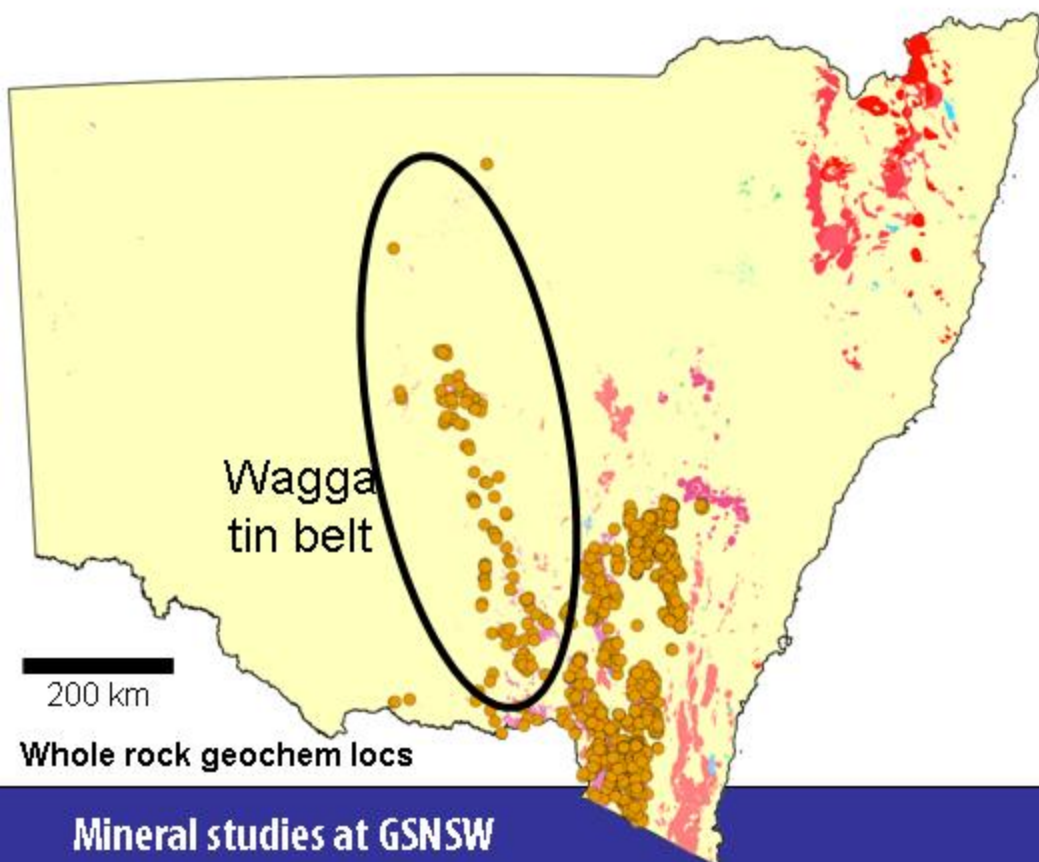 Wagga
tin belt
200 km
Whole rock geochem locs
Mineral studies at GSNSW